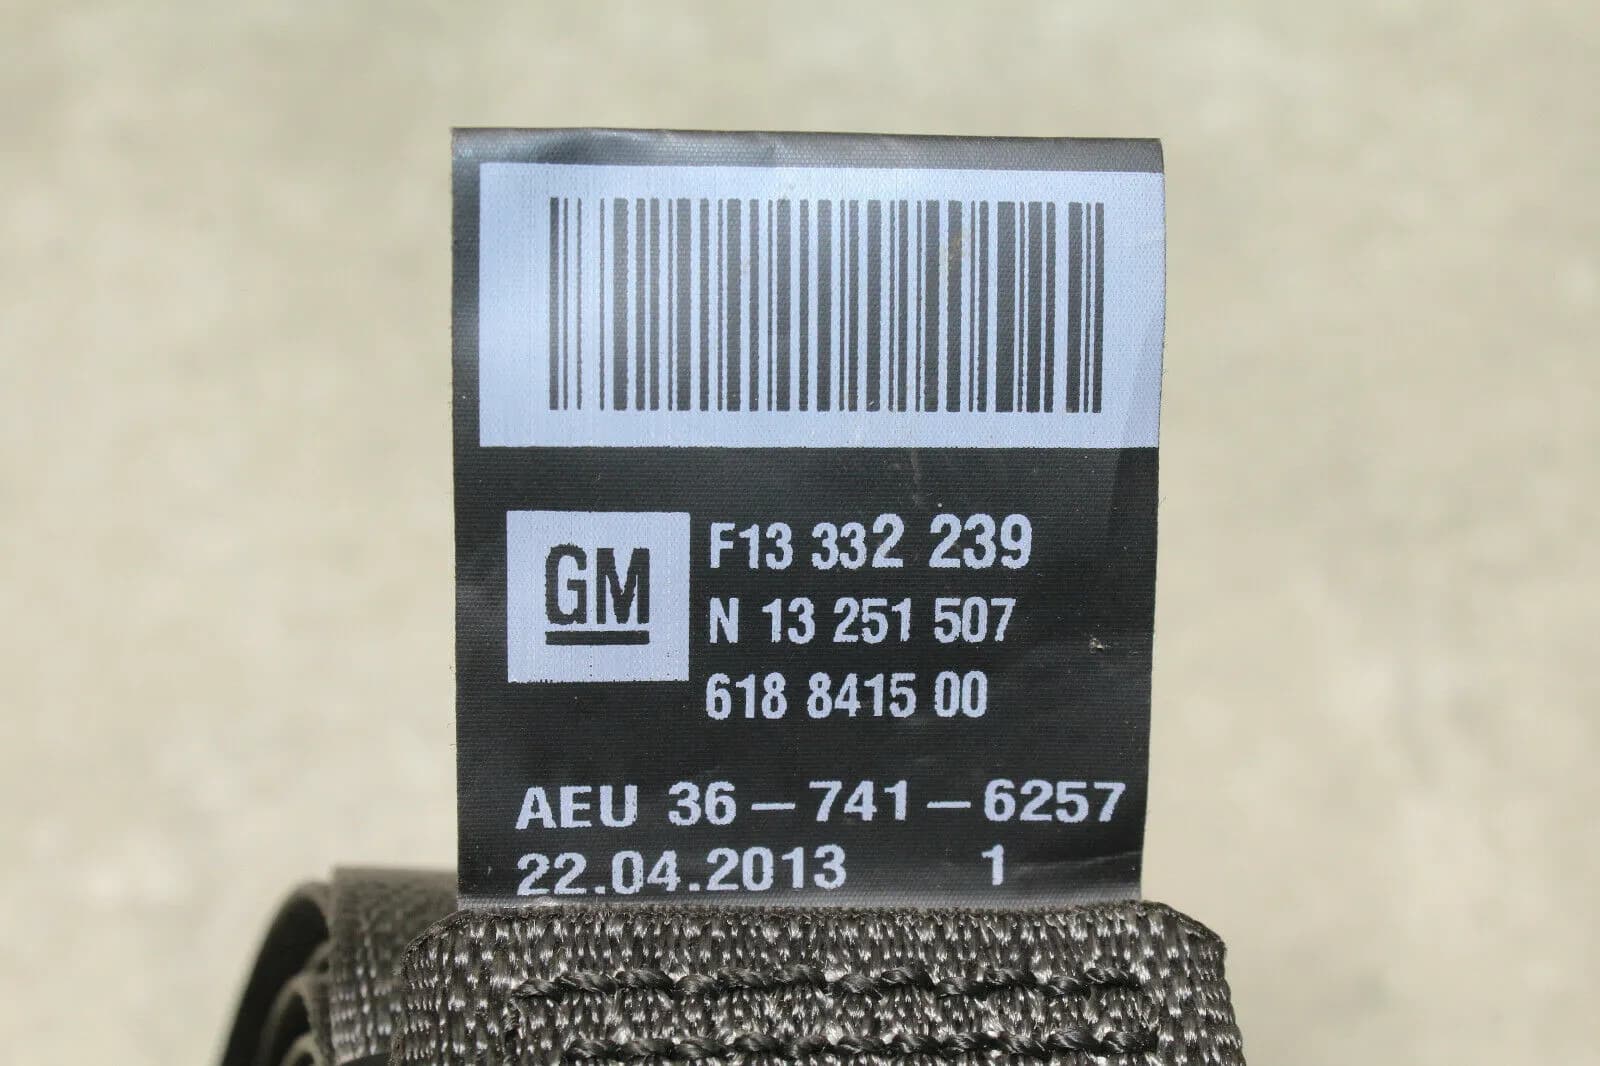 GM
F13 332 239
N 13 251 507
618 8415 00
AEU 36-741-6257
22.04.2013 1